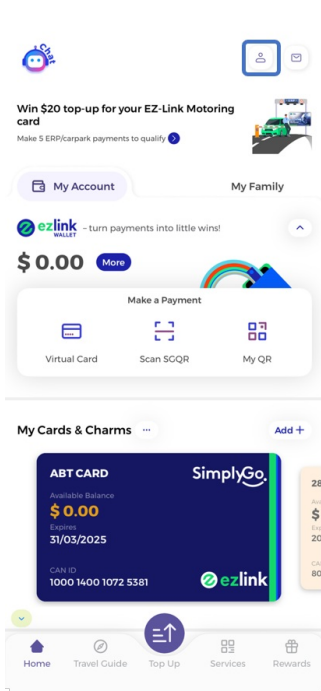 Chat
Win $20 top-up for your EZ-Link Motoring
card
Make 5 ERP/carpark payments to qualify
My Account
My Family
ezlink
WALLET
- turn payments into little wins!
$0.00
More
Make a Payment
Virtual Card
Scan SGQR
My QR
My Cards & Charms
...
Add +
ABT CARD
SimplyGo.
Available Balance
$0.00
Expires
31/03/2025
CAN ID
1000 1400 1072 5381
ezlink
28
$
20
80
Home
Travel Guide
Top Up
Services
Rewards